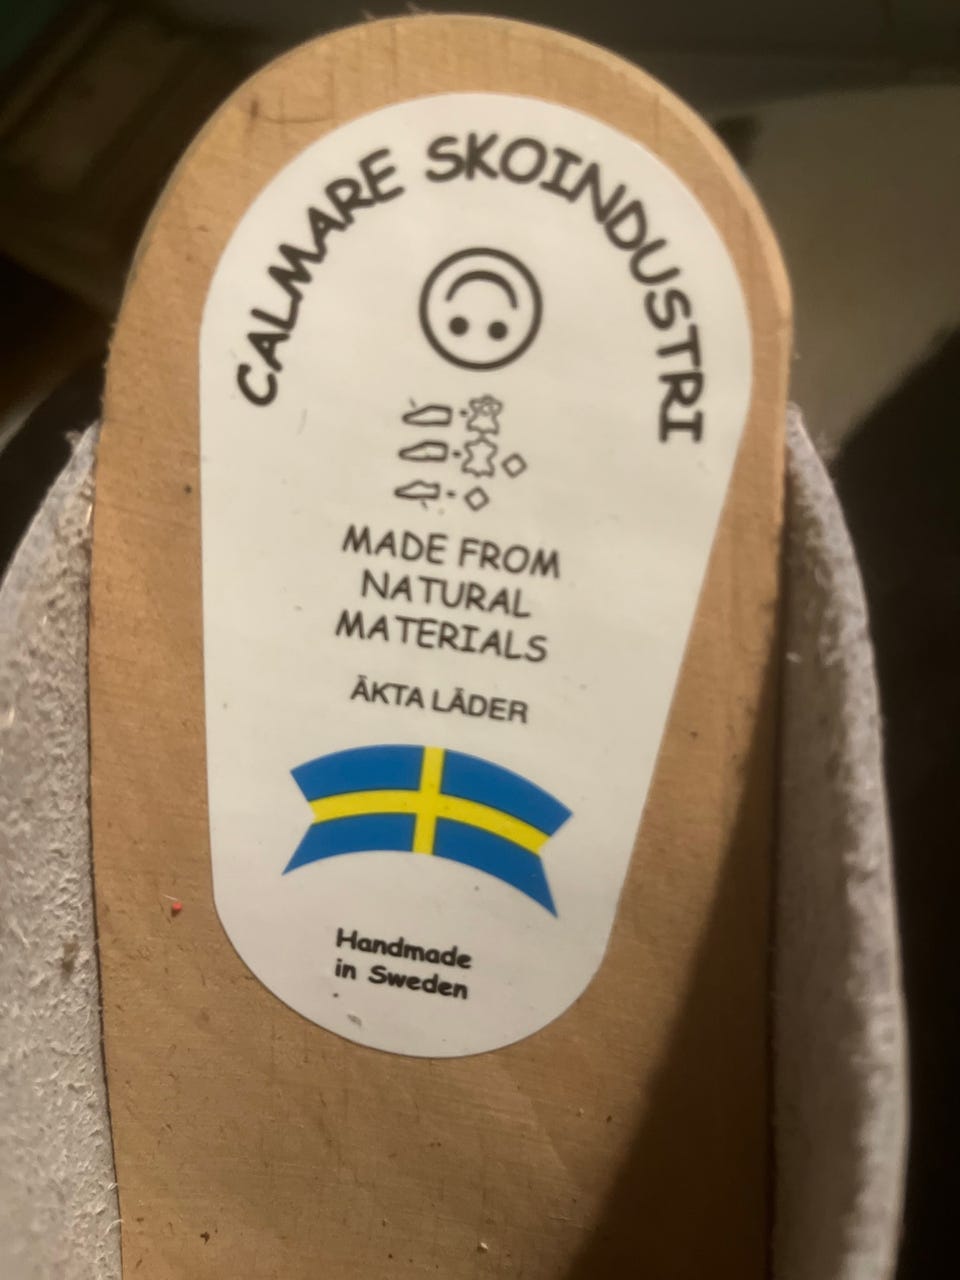 CALMARE SKOINDUSTRI
MADE FROM
NATURAL
MATERIALS
ÄKTA LÄDER
Handmade
in Sweden